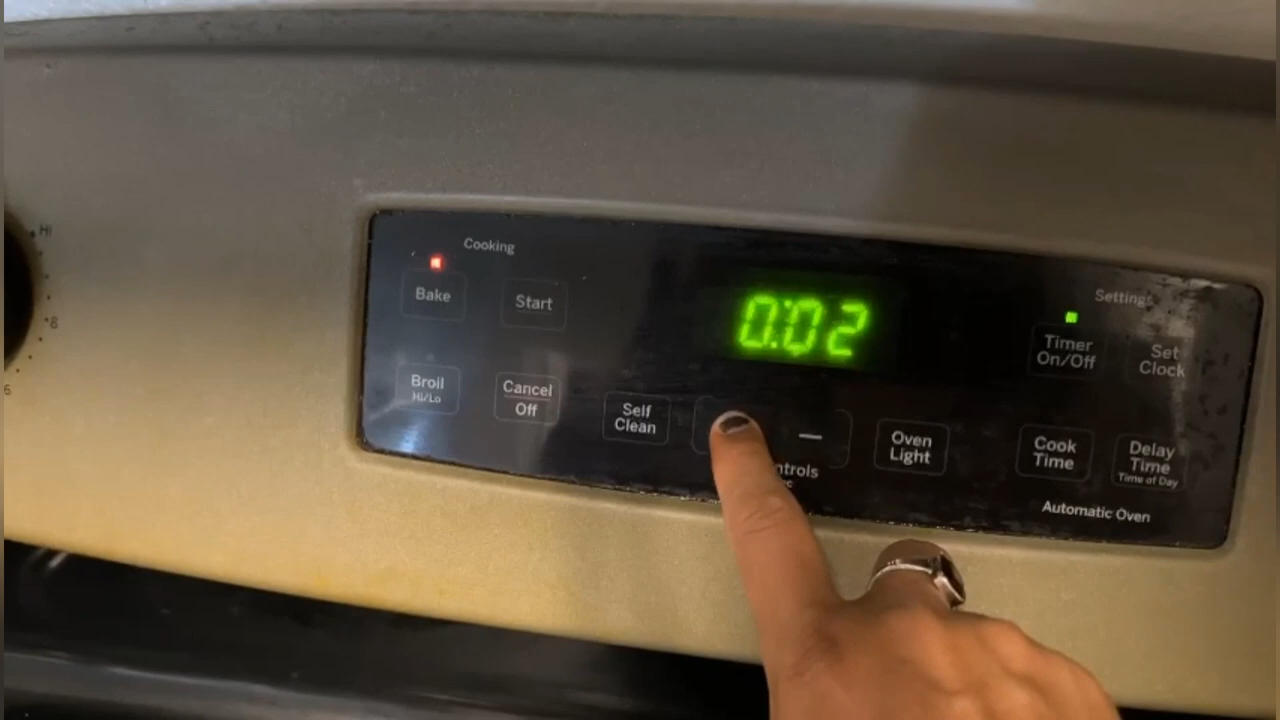 HI
8
6
Cooking
Bake
Start
Broil
Hi/Lo
Cancel
Off
Self
Clean
0:02
—
ntrols
Oven
Light
Settings
Timer
On/Off
Set
Clock
Cook
Time
Delay
Time
Time of Day
Automatic Oven